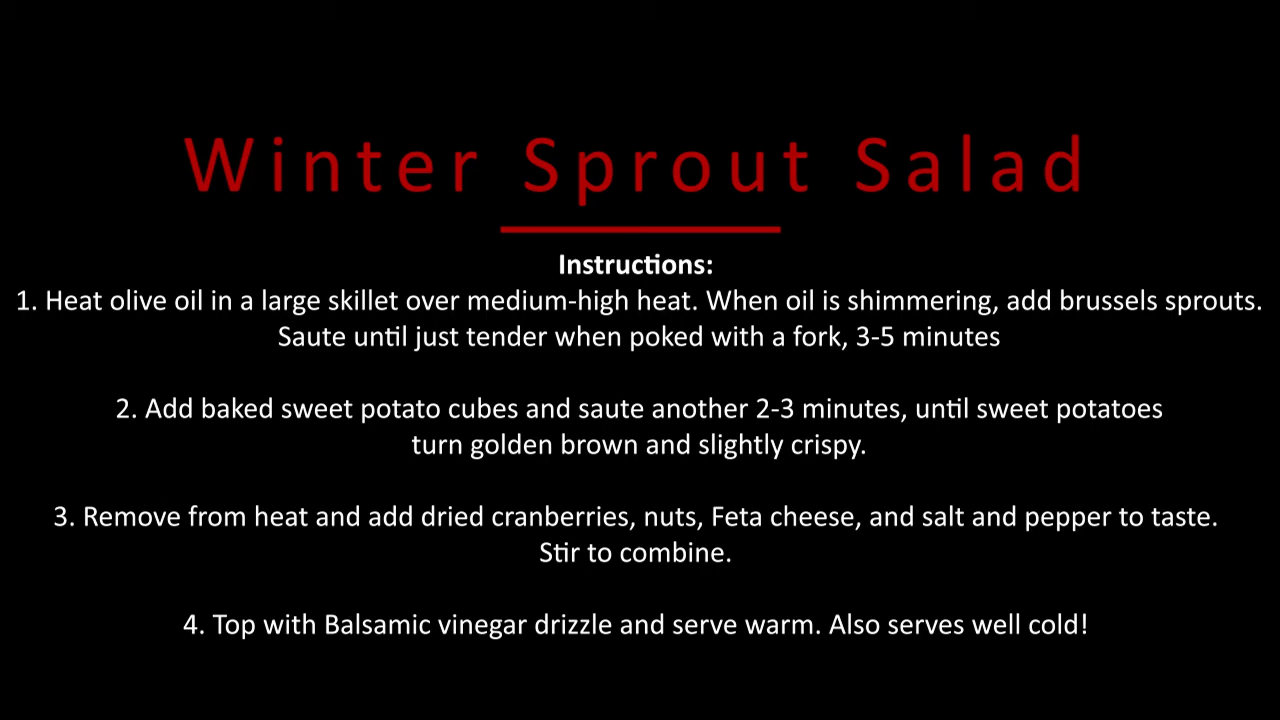 Winter Sprout Salad
Instructions:
1. Heat olive oil in a large skillet over medium-high heat. When oil is shimmering, add brussels sprouts.
Saute until just tender when poked with a fork, 3-5 minutes
2. Add baked sweet potato cubes and saute another 2-3 minutes, until sweet potatoes
turn golden brown and slightly crispy.
3. Remove from heat and add dried cranberries, nuts, Feta cheese, and salt and pepper to taste.
Stir to combine.
4. Top with Balsamic vinegar drizzle and serve warm. Also serves well cold!